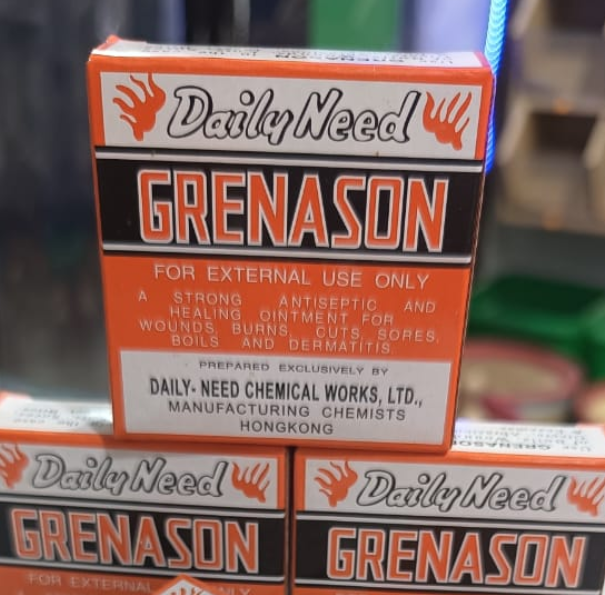 Daily Need
GRENASON
FOR EXTERNAL USE ONLY
A STRONG ANTISEPTIC AND
HEALING OINTMENT FOR
WOUNDS, BURNS, CUTS, SORES,
BOILS AND DERMATITIS.
PREPARED EXCLUSIVELY BY
DAILY-NEED CHEMICAL WORKS, LTD.,
MANUFACTURING CHEMISTS
HONGKONG
Daily Need
GRENASON
FOR EXTERNAL
Daily Need
GRENASON